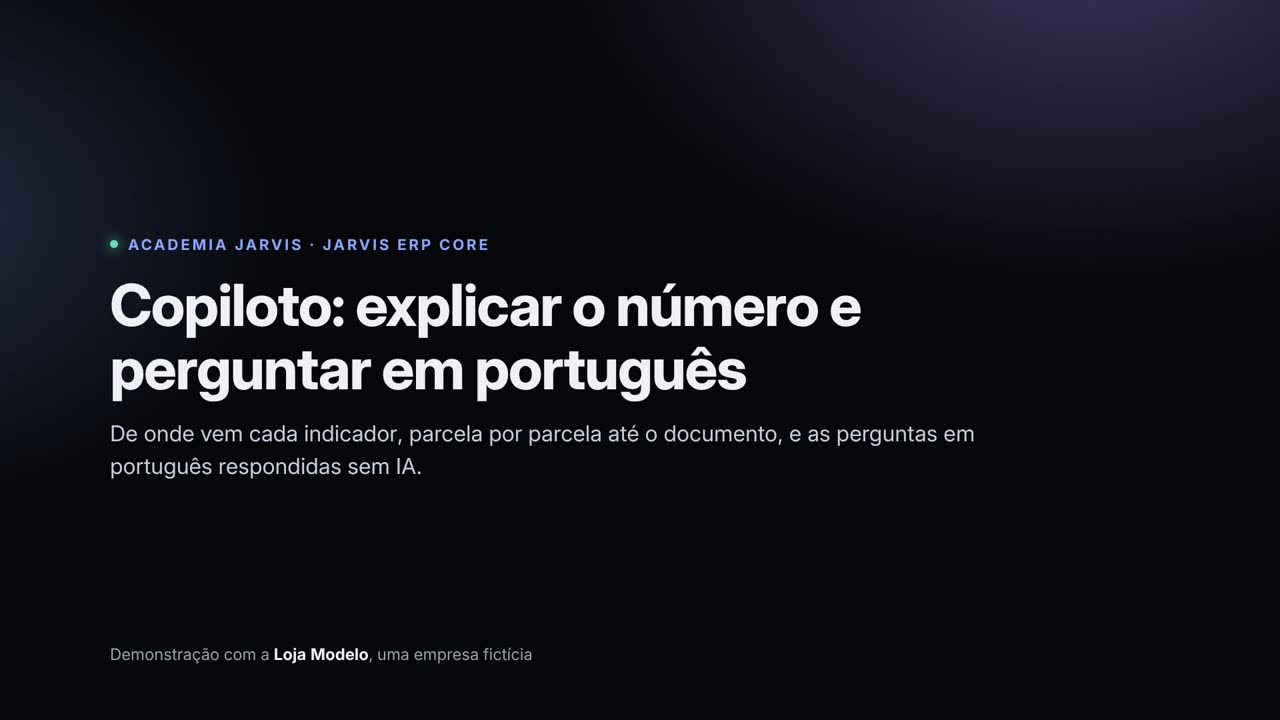 ACADEMIA JARVIS · JARVIS ERP CORE
Copiloto: explicar o número e
perguntar em português
De onde vem cada indicador, parcela por parcela até o documento, e as perguntas em
português respondidas sem IA.
Demonstração com a Loja Modelo, uma empresa fictícia